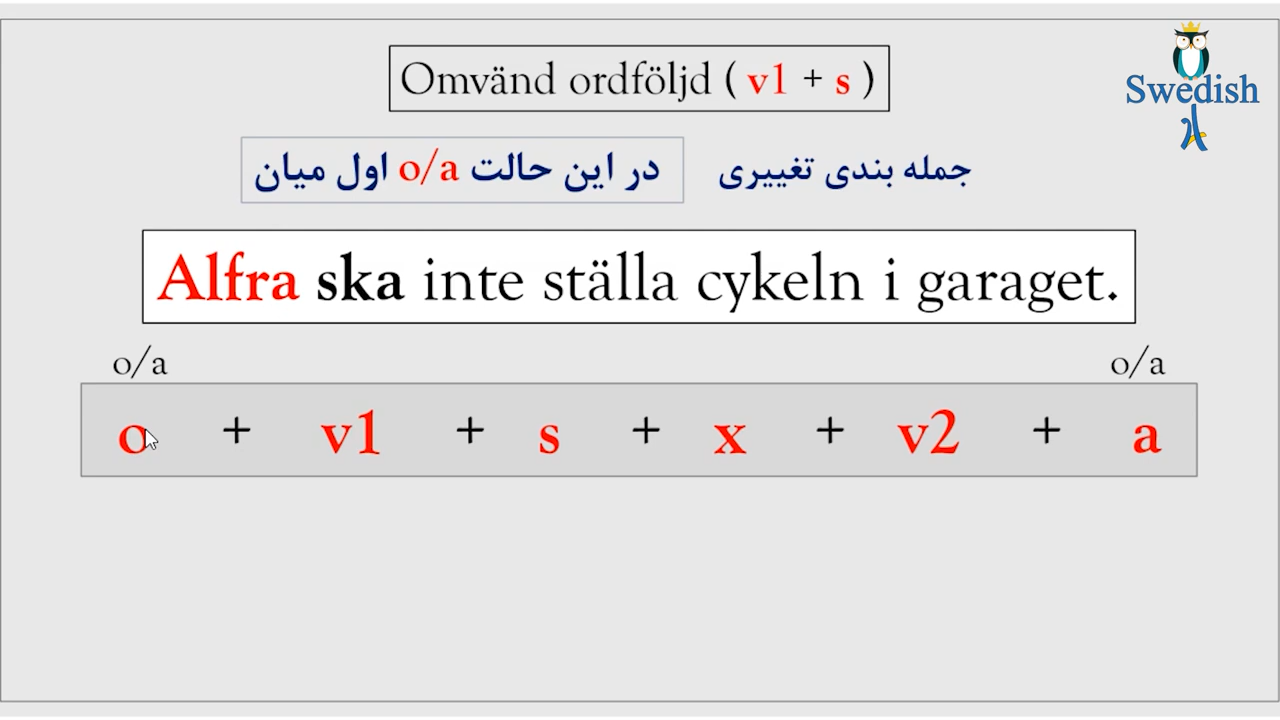 Omvänd ordföljd ( v1 + s )
Swedish
جمله بندی تغییری
در این حالت o/a اول میان
Alfra ska inte ställa cykeln i garaget.
o/a o/a
o + v1 + s + x + v2 + a